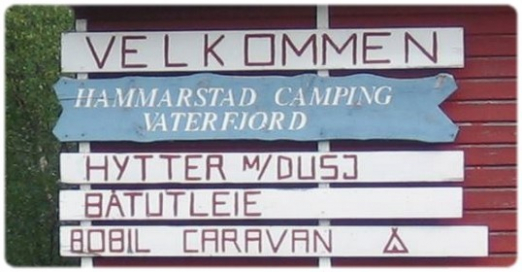 VELKOMMEN
HAMMARSTAD CAMPING
VATERFJORD
HYTTER M/DUSJ
BÅTUTLEIE
BOBIL CARAVAN